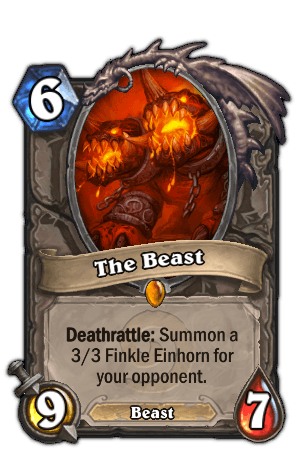 6
The Beast
Deathrattle: Summon a
3/3 Finkle Einhorn for
your opponent.
9
Beast
7